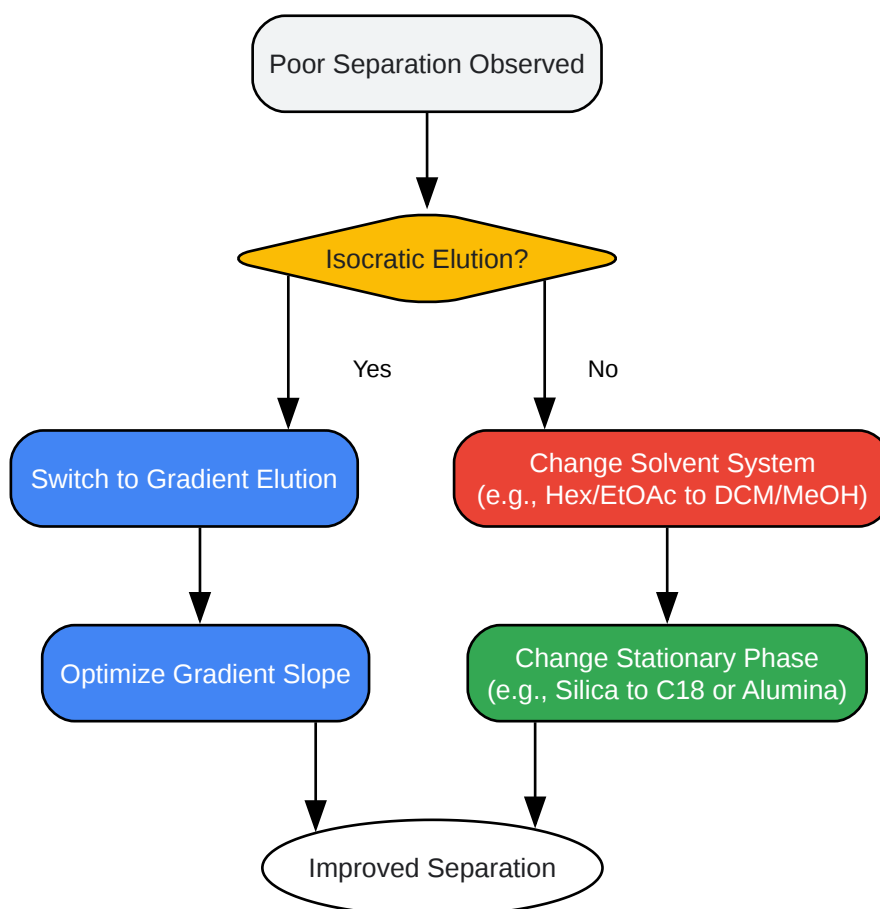 Poor Separation Observed
Isocratic Elution?
Yes
No
Switch to Gradient Elution
Change Solvent System
(e.g., Hex/EtOAc to DCM/MeOH)
Optimize Gradient Slope
Change Stationary Phase
(e.g., Silica to C18 or Alumina)
Improved Separation